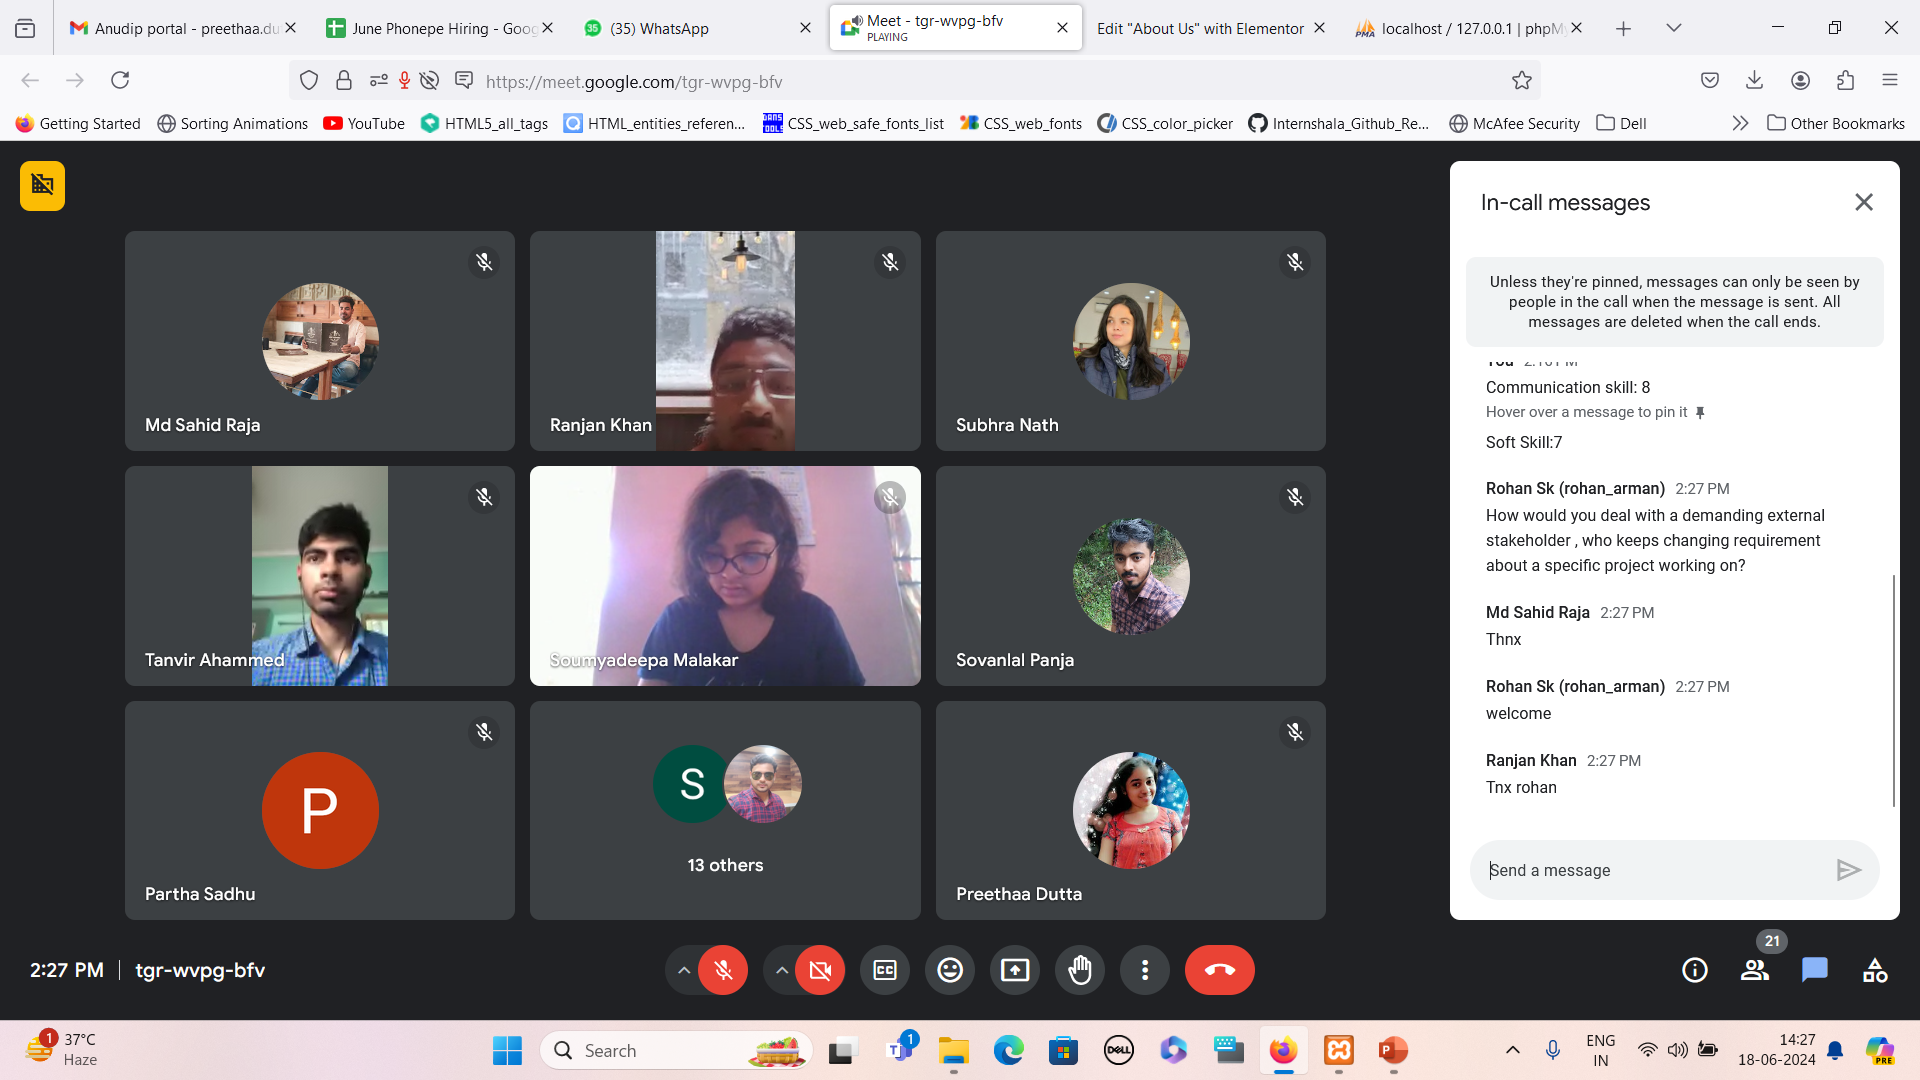 Anudip portal - preethaa.du
June Phonepe Hiring - Goog
35
(35) WhatsApp
Meet - tgr-wvpg-bfv
PLAYING
Edit "About Us" with Elementor
PMA
localhost / 127.0.0.1 | phpMy
https://meet.google.com/tgr-wvpg-bfv
Getting Started
Sorting Animations
YouTube
HTML5_all_tags
HTML_entities_referen...
CSS_web_safe_fonts_list
CSS_web_fonts
CSS_color_picker
Internshala_Github_Re...
McAfee Security
Dell
Other Bookmarks
Md Sahid Raja
Ranjan Khan
Subhra Nath
Tanvir Ahammed
Soumyadeepa Malakar
Sovanlal Panja
P
Partha Sadhu
S
13 others
Preethaa Dutta
In-call messages
Unless they're pinned, messages can only be seen by
people in the call when the message is sent. All
messages are deleted when the call ends.
You
Communication skill: 8
Hover over a message to pin it
Soft Skill:7
Rohan Sk (rohan_arman) 2:27 PM
How would you deal with a demanding external
stakeholder , who keeps changing requirement
about a specific project working on?
Md Sahid Raja 2:27 PM
Thnx
Rohan Sk (rohan_arman) 2:27 PM
welcome
Ranjan Khan 2:27 PM
Tnx rohan
Send a message
2:27 PM
tgr-wvpg-bfv
21
1
37°C
Haze
Search
1
DELL
ENG
IN
14:27
18-06-2024
PRE